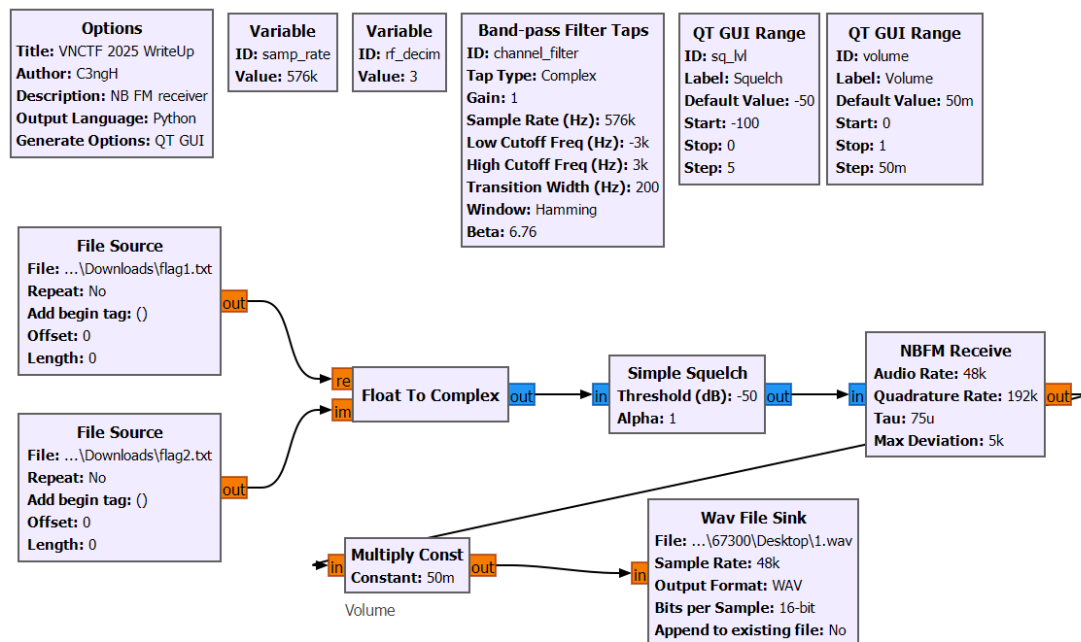 Options
Title: VNCTF 2025 WriteUp
Author: C3ngH
Description: NB FM receiver
Output Language: Python
Generate Options: QT GUI
Variable
ID: samp_rate
Value: 576k
Variable
ID: rf_decim
Value: 3
Band-pass Filter Taps
ID: channel_filter
Tap Type: Complex
Gain: 1
Sample Rate (Hz): 576k
Low Cutoff Freq (Hz): -3k
High Cutoff Freq (Hz): 3k
Transition Width (Hz): 200
Window: Hamming
Beta: 6.76
QT GUI Range
ID: sq_lvl
Label: Squelch
Default Value: -50
Start: -100
Stop: 0
Step: 5
QT GUI Range
ID: volume
Label: Volume
Default Value: 50m
Start: 0
Stop: 1
Step: 50m
File Source
File: ...\Downloads\flag1.txt
Repeat: No
Add begin tag: ()
Offset: 0
Length: 0
out
File Source
File: ...\Downloads\flag2.txt
Repeat: No
Add begin tag: ()
Offset: 0
Length: 0
out
re
im
Float To Complex
out
in
Simple Squelch
Threshold (dB): -50
Alpha: 1
out
in
NBFM Receive
Audio Rate: 48k
Quadrature Rate: 192k
Tau: 75u
Max Deviation: 5k
out
in
Multiply Const
Constant: 50m
out
Volume
in
Wav File Sink
File: ...\67300\Desktop\1.wav
Sample Rate: 48k
Output Format: WAV
Bits per Sample: 16-bit
Append to existing file: No